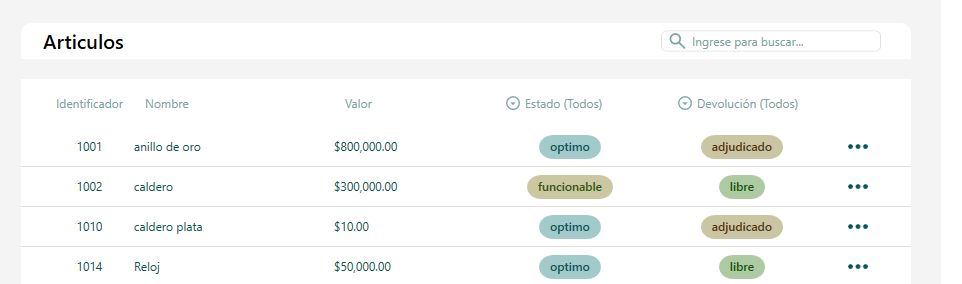 Articulos
Ingrese para buscar...
Identificador Nombre Valor Estado (Todos) Devolución (Todos)
1001 anillo de oro $800,000.00 optimo adjudicado
1002 caldero $300,000.00 funcionable libre
1010 caldero plata $10.00 optimo adjudicado
1014 Reloj $50,000.00 optimo libre